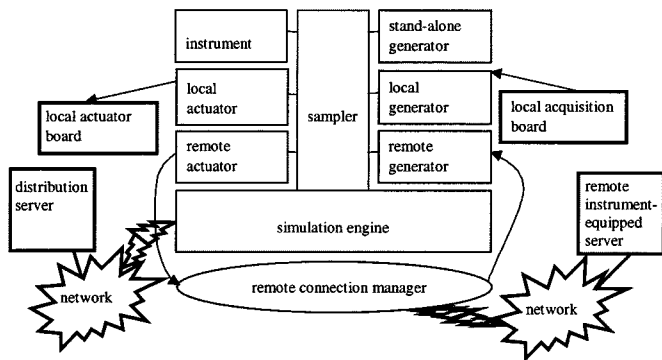 instrument
stand-alone
generator
local
actuator
local
generator
sampler
local actuator
board
local acquisition
board
remote
actuator
remote
generator
distribution
server
remote
instrument-
equipped
server
simulation engine
network
remote connection manager
network